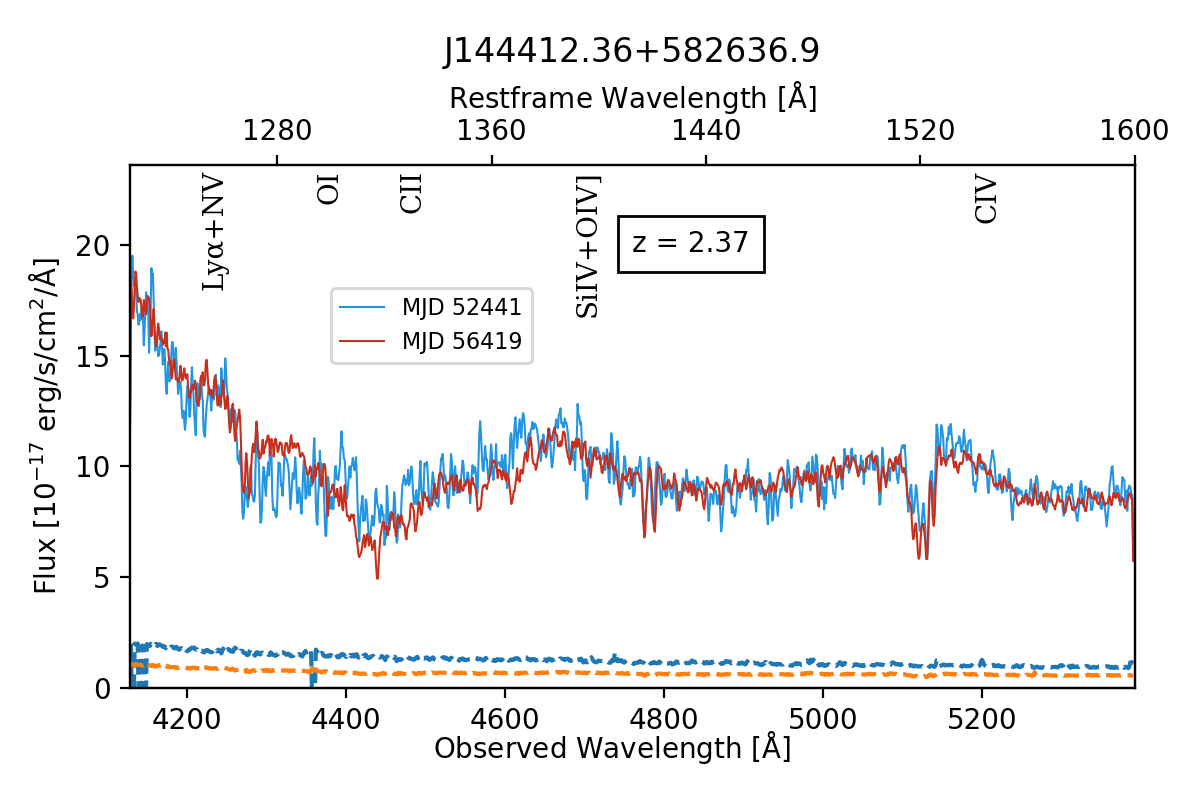 J144412.36+582636.9
Restframe Wavelength [Å]
1280 1360 1440 1520 1600
Lyα+NV
OI
CII
SiIV+OIV]
CIV
z = 2.37
MJD 52441
MJD 56419
Flux [10⁻¹⁷ erg/s/cm²/Å]
20
15
10
5
0
4200 4400 4600 4800 5000 5200
Observed Wavelength [Å]